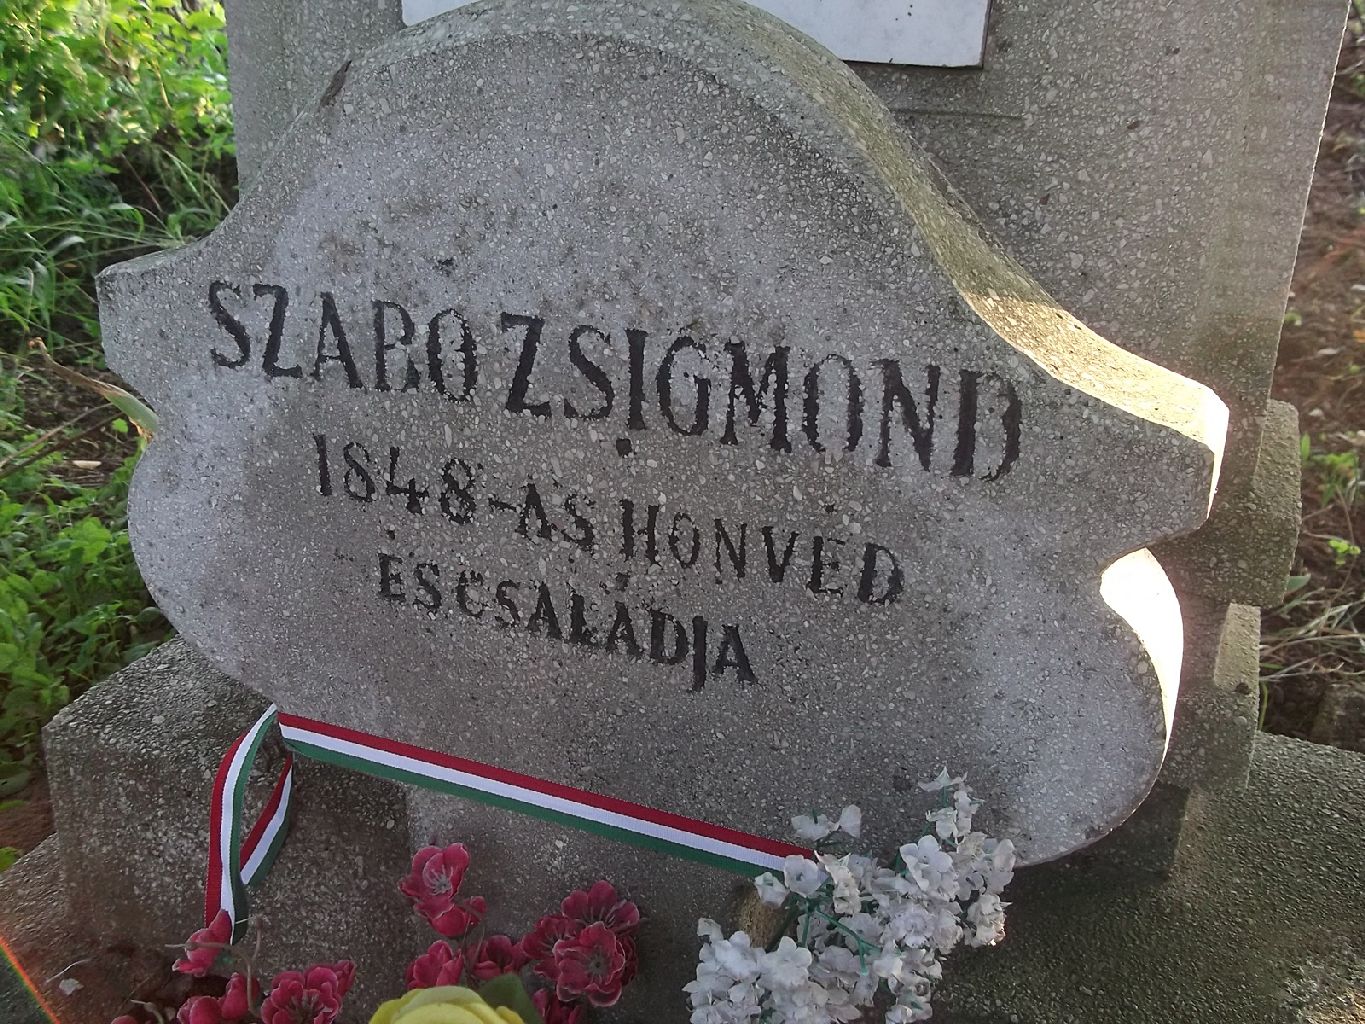 SZABÓ ZSIGMOND
1848-AS HONVÉD
ÉS CSALÁDJA